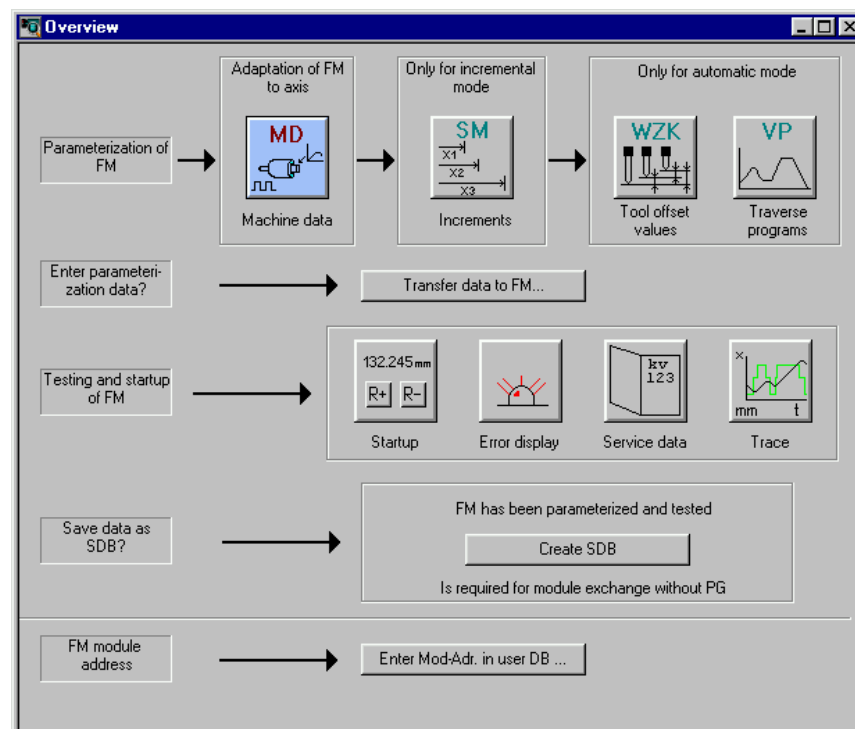 Overview
Adaptation of FM
to axis
Only for incremental
mode
Only for automatic mode
Parameterization of
FM
MD
Machine data
SM
X1
X2
X3
Increments
WZK
Tool offset
values
VP
Traverse
programs
Enter parameteri-
zation data?
Transfer data to FM...
Testing and startup
of FM
132.245mm
R+ R-
Startup
Error display
kv
123
Service data
x
mm t
Trace
Save data as
SDB?
FM has been parameterized and tested
Create SDB
Is required for module exchange without PG
FM module
address
Enter Mod-Adr. in user DB ...